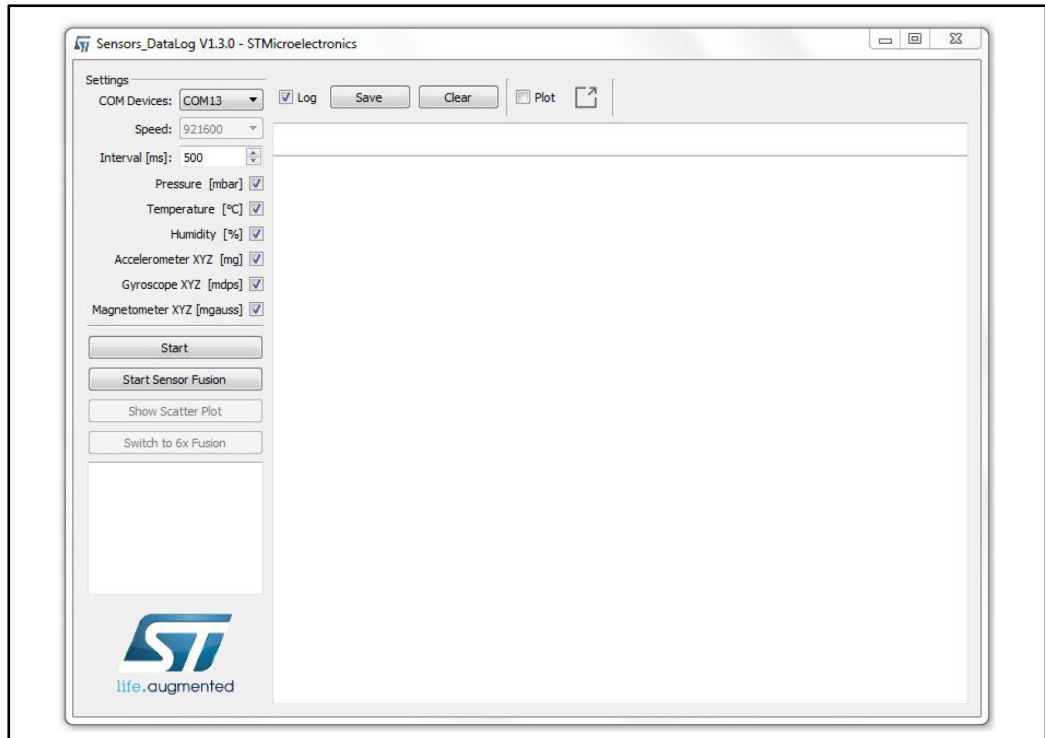 Sensors_DataLog V1.3.0 - STMicroelectronics
Settings
COM Devices: COM13
Log Save Clear Plot
Speed: 921600
Interval [ms]: 500
Pressure [mbar]
Temperature [ºC]
Humidity [%]
Accelerometer XYZ [mg]
Gyroscope XYZ [mdps]
Magnetometer XYZ [mgauss]
Start
Start Sensor Fusion
Show Scatter Plot
Switch to 6x Fusion
ST
life.augmented